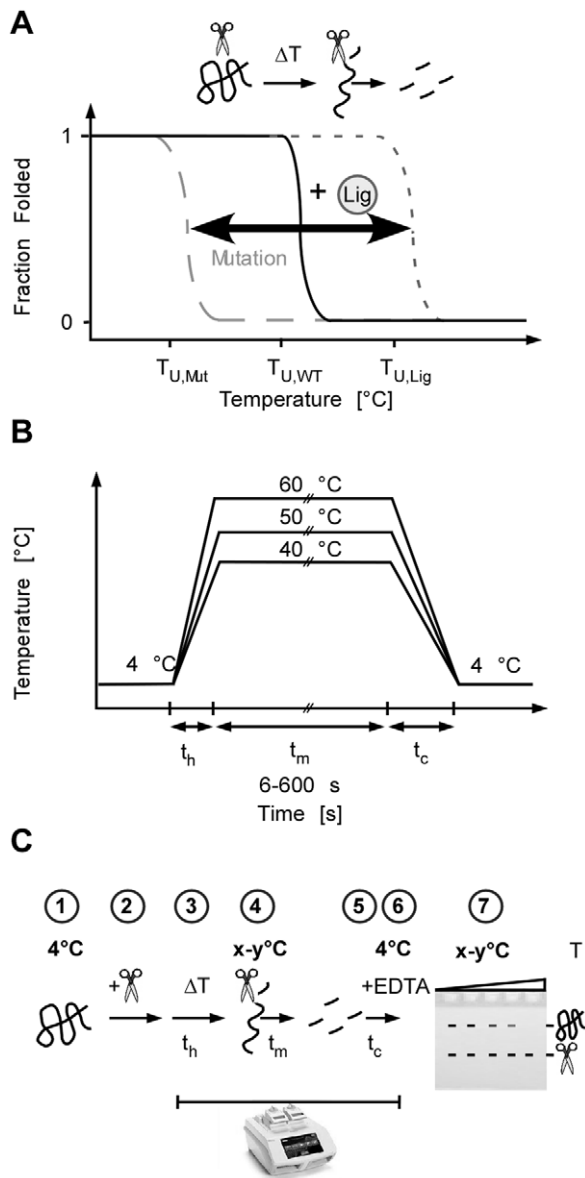 A
ΔT
1
+ Lig
Mutation
0
Fraction Folded
T_U,Mut T_U,WT T_U,Lig
Temperature [°C]
B
60 °C
50 °C
40 °C
4 °C 4 °C
Temperature [°C]
t_h t_m t_c
6-600 s
Time [s]
C
1 2 3 4 5 6 7
4°C x-y°C 4°C x-y°C T
+ ΔT +EDTA
t_h t_m t_c